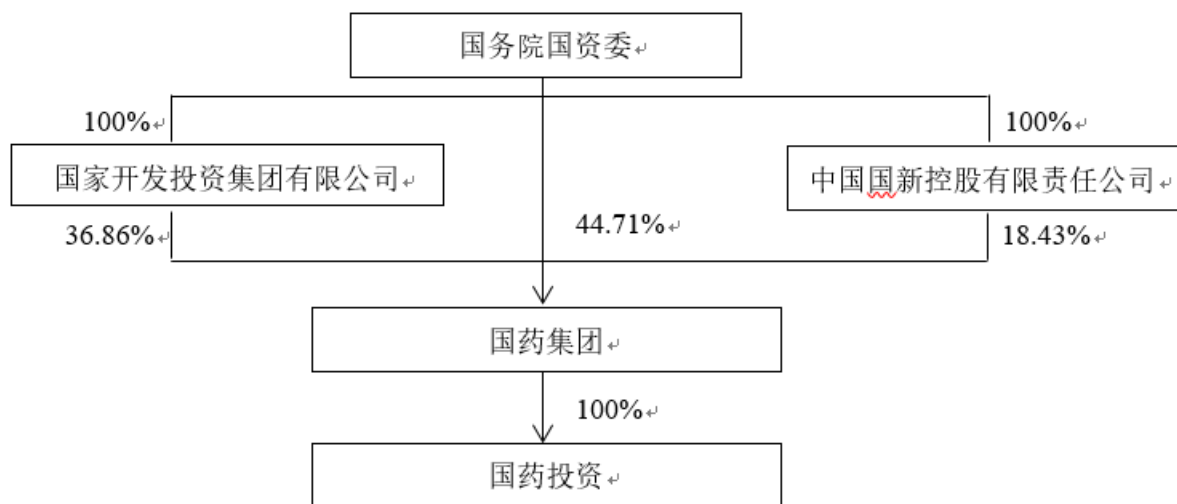 国务院国资委
100%
100%
国家开发投资集团有限公司
中国国新控股有限责任公司
36.86%
44.71%
18.43%
国药集团
100%
国药投资